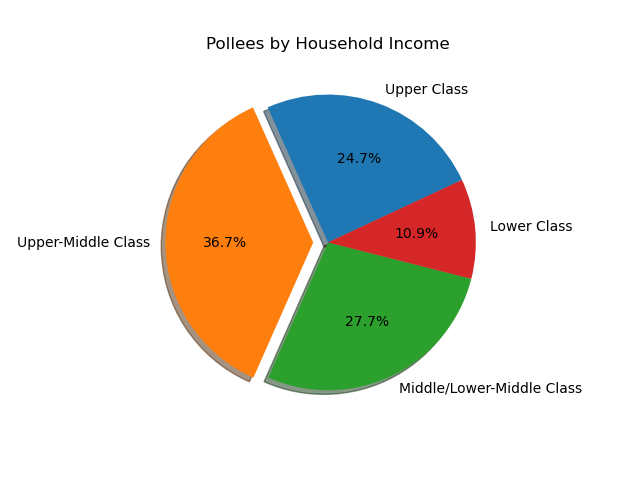 Pollees by Household Income
Upper Class
24.7%
Upper-Middle Class
36.7%
10.9%
Lower Class
27.7%
Middle/Lower-Middle Class